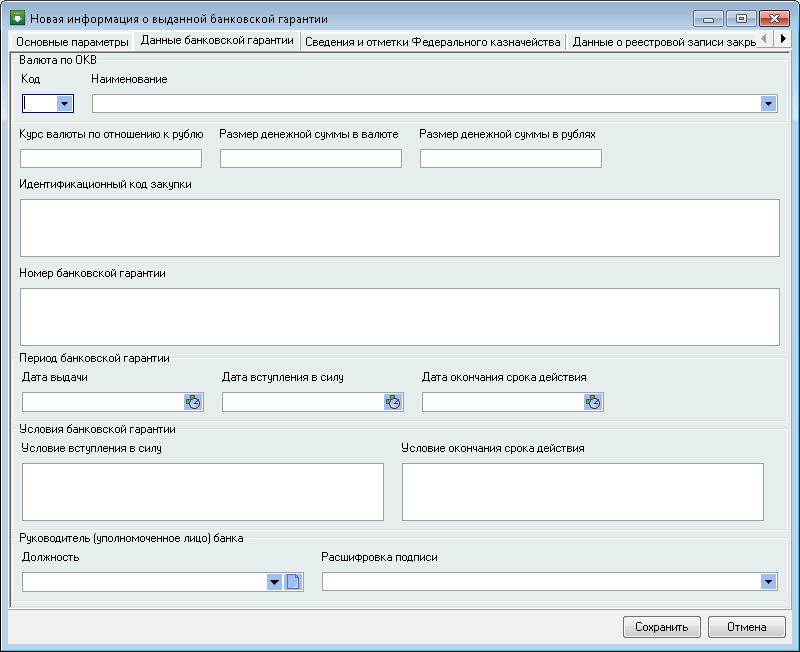 Новая информация о выданной банковской гарантии
Основные параметры Данные банковской гарантии Сведения и отметки Федерального казначейства Данные о реестровой записи закры
Валюта по ОКВ
Код Наименование
Курс валюты по отношению к рублю Размер денежной суммы в валюте Размер денежной суммы в рублях
Идентификационный код закупки
Номер банковской гарантии
Период банковской гарантии
Дата выдачи Дата вступления в силу Дата окончания срока действия
Условия банковской гарантии
Условие вступления в силу Условие окончания срока действия
Руководитель (уполномоченное лицо) банка
Должность Расшифровка подписи
Сохранить Отмена